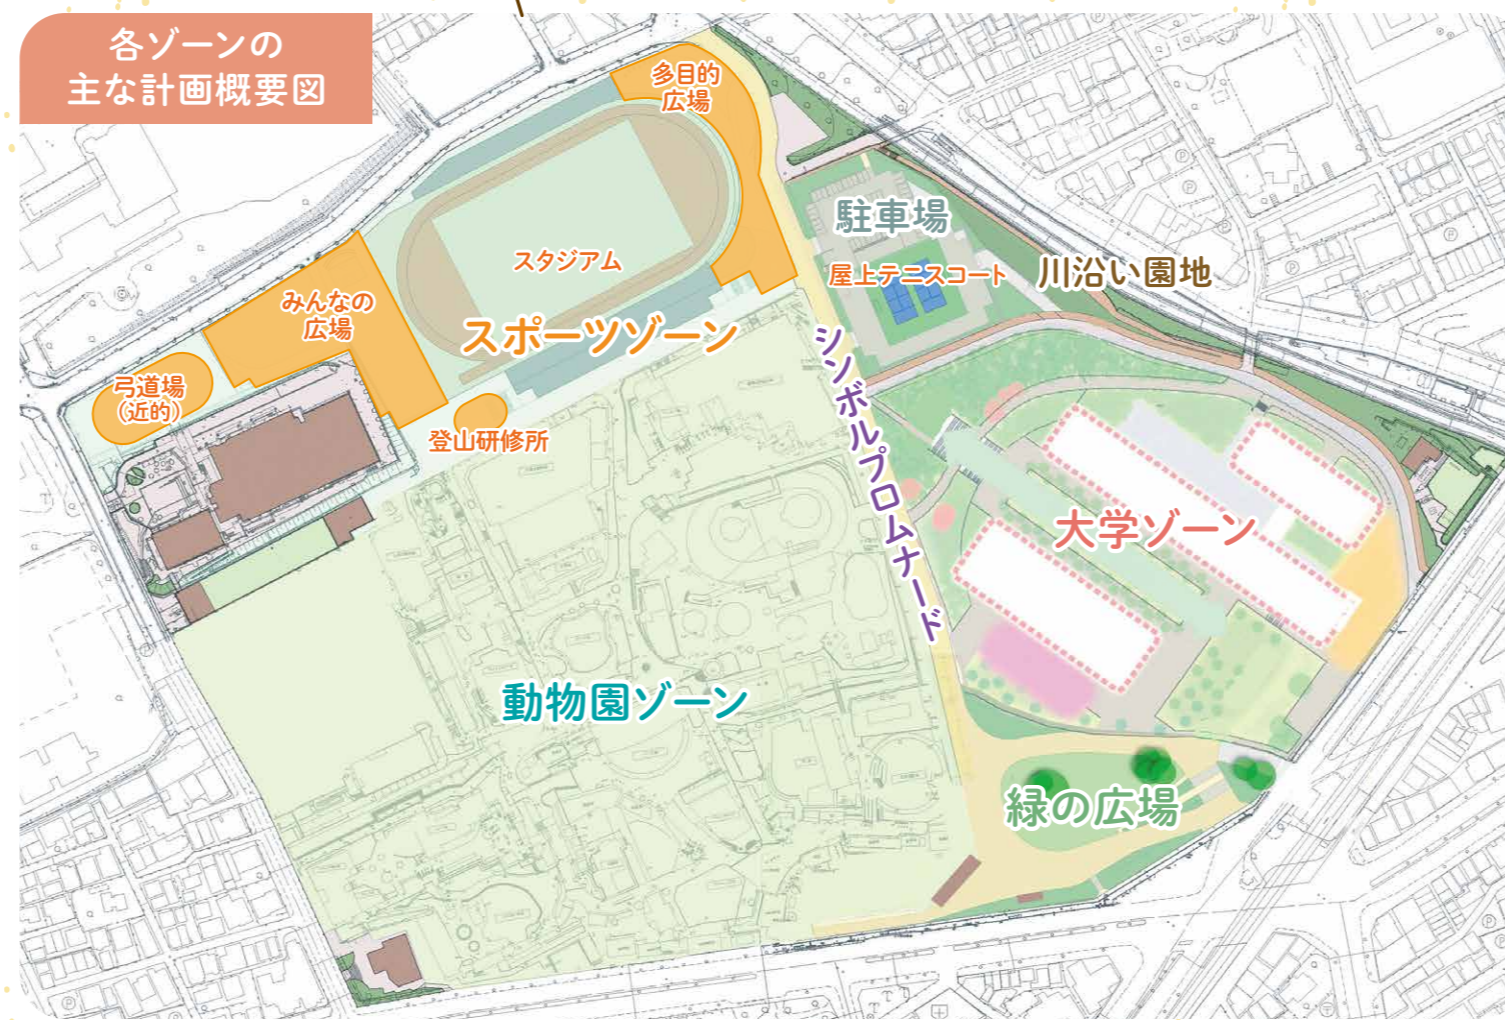 各ゾーンの
主な計画概要図
多目的
広場
駐車場
スタジアム
屋上テニスコート
川沿い園地
みんなの
広場
スポーツゾーン
シンボルプロムナード
弓道場
(近的)
登山研修所
大学ゾーン
動物園ゾーン
緑の広場